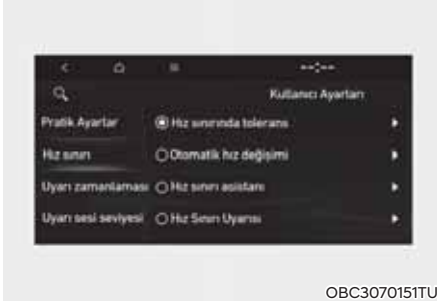 --:--
Kullanıcı Ayarları
Pratik Ayarlar
Hız sınırında tolerans
Hız sınırı
Otomatik hız değişimi
Uyarı zamanlaması
Hız sınırı asistanı
Uyarı sesi seviyesi
Hız Sınırı Uyarısı
OBC3070151TU